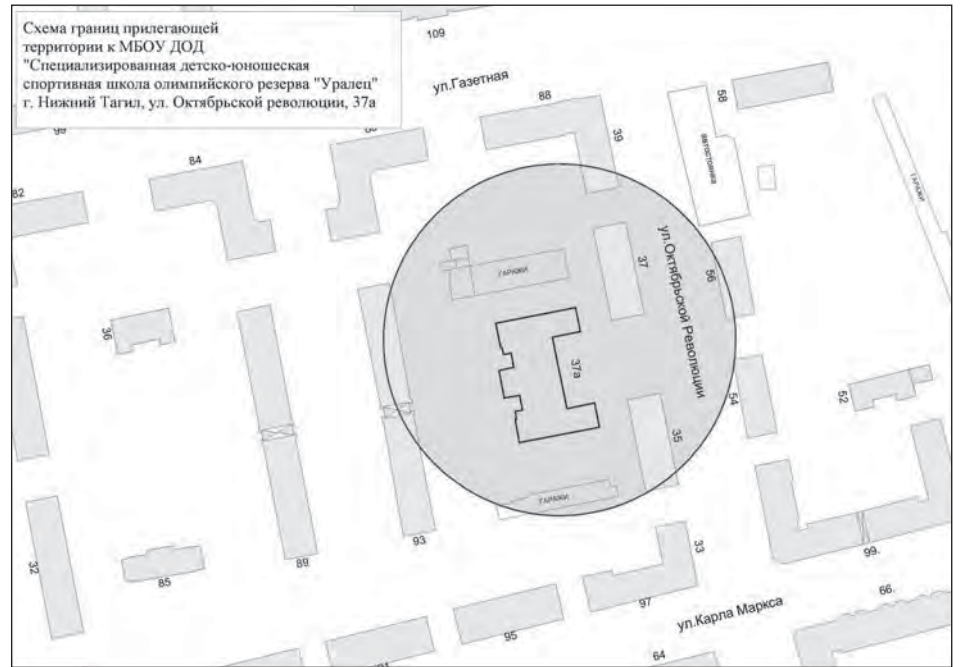 Схема границ прилегающей
территории к МБОУ ДОД
"Специализированная детско-юношеская
спортивная школа олимпийского резерва "Уралец"
г. Нижний Тагил, ул. Октябрьской революции, 37а
109
ул.Газетная
88
58
39
автостоянка
84
82
ГАРАЖИ
ул.Октябрьской Революции
37
56
ГАРАЖИ
36
37а
54
52
35
ГАРАЖИ
93
89
33
99.
32
85
97
66.
ул.Карла Маркса
95
64